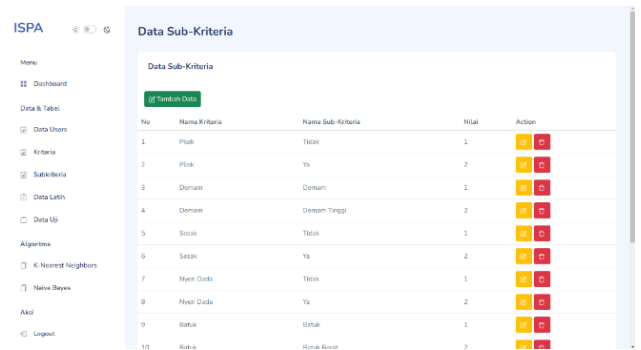 ISPA
Menu
Dashboard
Data & Tabel
Data Users
Kriteria
Subkriteria
Data Latih
Data Uji
Algoritma
K-Nearest Neighbors
Naive Bayes
Aksi
Logout
Data Sub-Kriteria
Data Sub-Kriteria
Tambah Data
No Nama Kriteria Nama Sub-Kriteria Nilai Action
1 Pilek Tidak 1
2 Pilek Ya 2
3 Demam Demam 1
4 Demam Demam Tinggi 2
5 Sesak Tidak 1
6 Sesak Ya 2
7 Nyeri Dada Tidak 1
8 Nyeri Dada Ya 2
9 Batuk Batuk 1
10 Batuk Batuk Berat 2